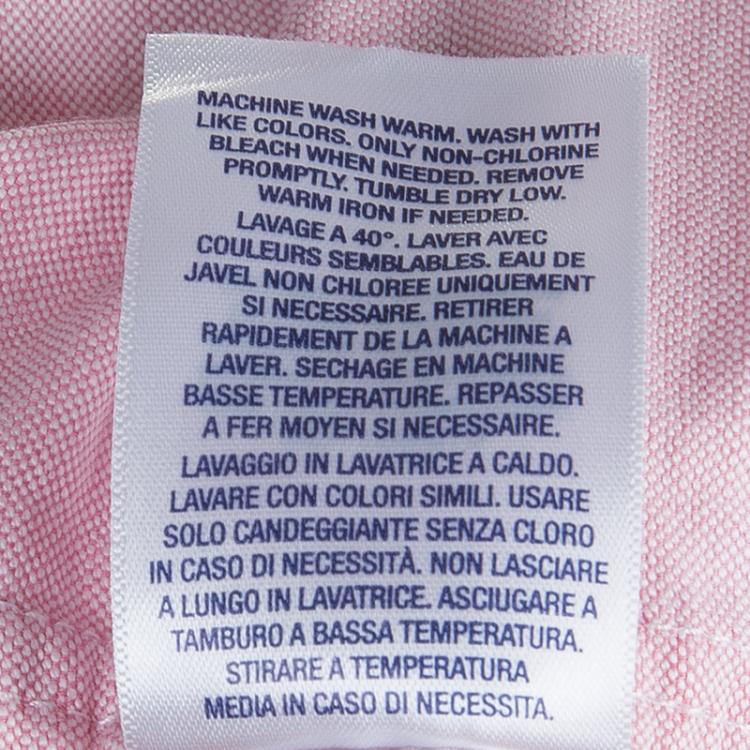 MACHINE WASH WARM. WASH WITH
LIKE COLORS. ONLY NON-CHLORINE
BLEACH WHEN NEEDED. REMOVE
PROMPTLY. TUMBLE DRY LOW.
WARM IRON IF NEEDED.
LAVAGE A 40°. LAVER AVEC
COULEURS SEMBLABLES. EAU DE
JAVEL NON CHLOREE UNIQUEMENT
SI NECESSAIRE. RETIRER
RAPIDEMENT DE LA MACHINE A
LAVER. SECHAGE EN MACHINE
BASSE TEMPERATURE. REPASSER
A FER MOYEN SI NECESSAIRE.
LAVAGGIO IN LAVATRICE A CALDO.
LAVARE CON COLORI SIMILI. USARE
SOLO CANDEGGIANTE SENZA CLORO
IN CASO DI NECESSITÀ. NON LASCIARE
A LUNGO IN LAVATRICE. ASCIUGARE A
TAMBURO A BASSA TEMPERATURA.
STIRARE A TEMPERATURA
MEDIA IN CASO DI NECESSITA.